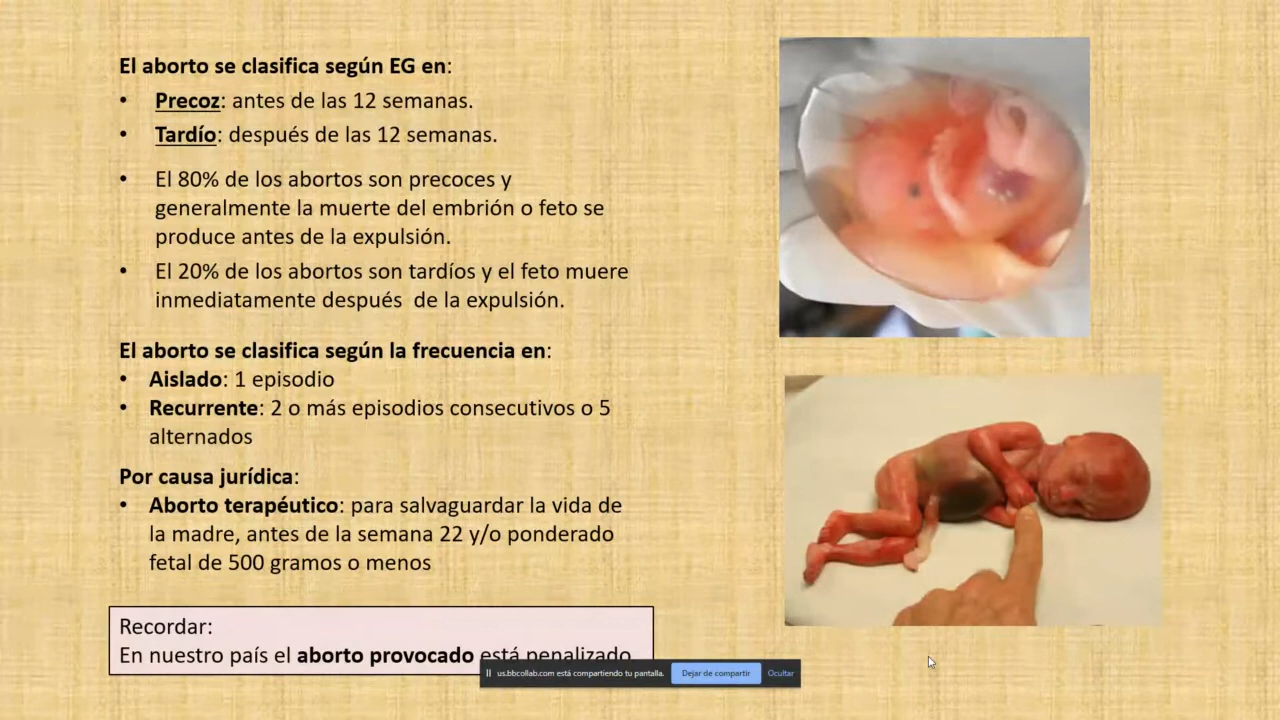 El aborto se clasifica según EG en:
• Precoz: antes de las 12 semanas.
• Tardío: después de las 12 semanas.
• El 80% de los abortos son precoces y
generalmente la muerte del embrión o feto se
produce antes de la expulsión.
• El 20% de los abortos son tardíos y el feto muere
inmediatamente después de la expulsión.
El aborto se clasifica según la frecuencia en:
• Aislado: 1 episodio
• Recurrente: 2 o más episodios consecutivos o 5
alternados
Por causa jurídica:
• Aborto terapéutico: para salvaguardar la vida de
la madre, antes de la semana 22 y/o ponderado
fetal de 500 gramos o menos
Recordar:
En nuestro país el aborto provocado está penalizado
us.bbcollab.com está compartiendo tu pantalla. Dejar de compartir Ocultar